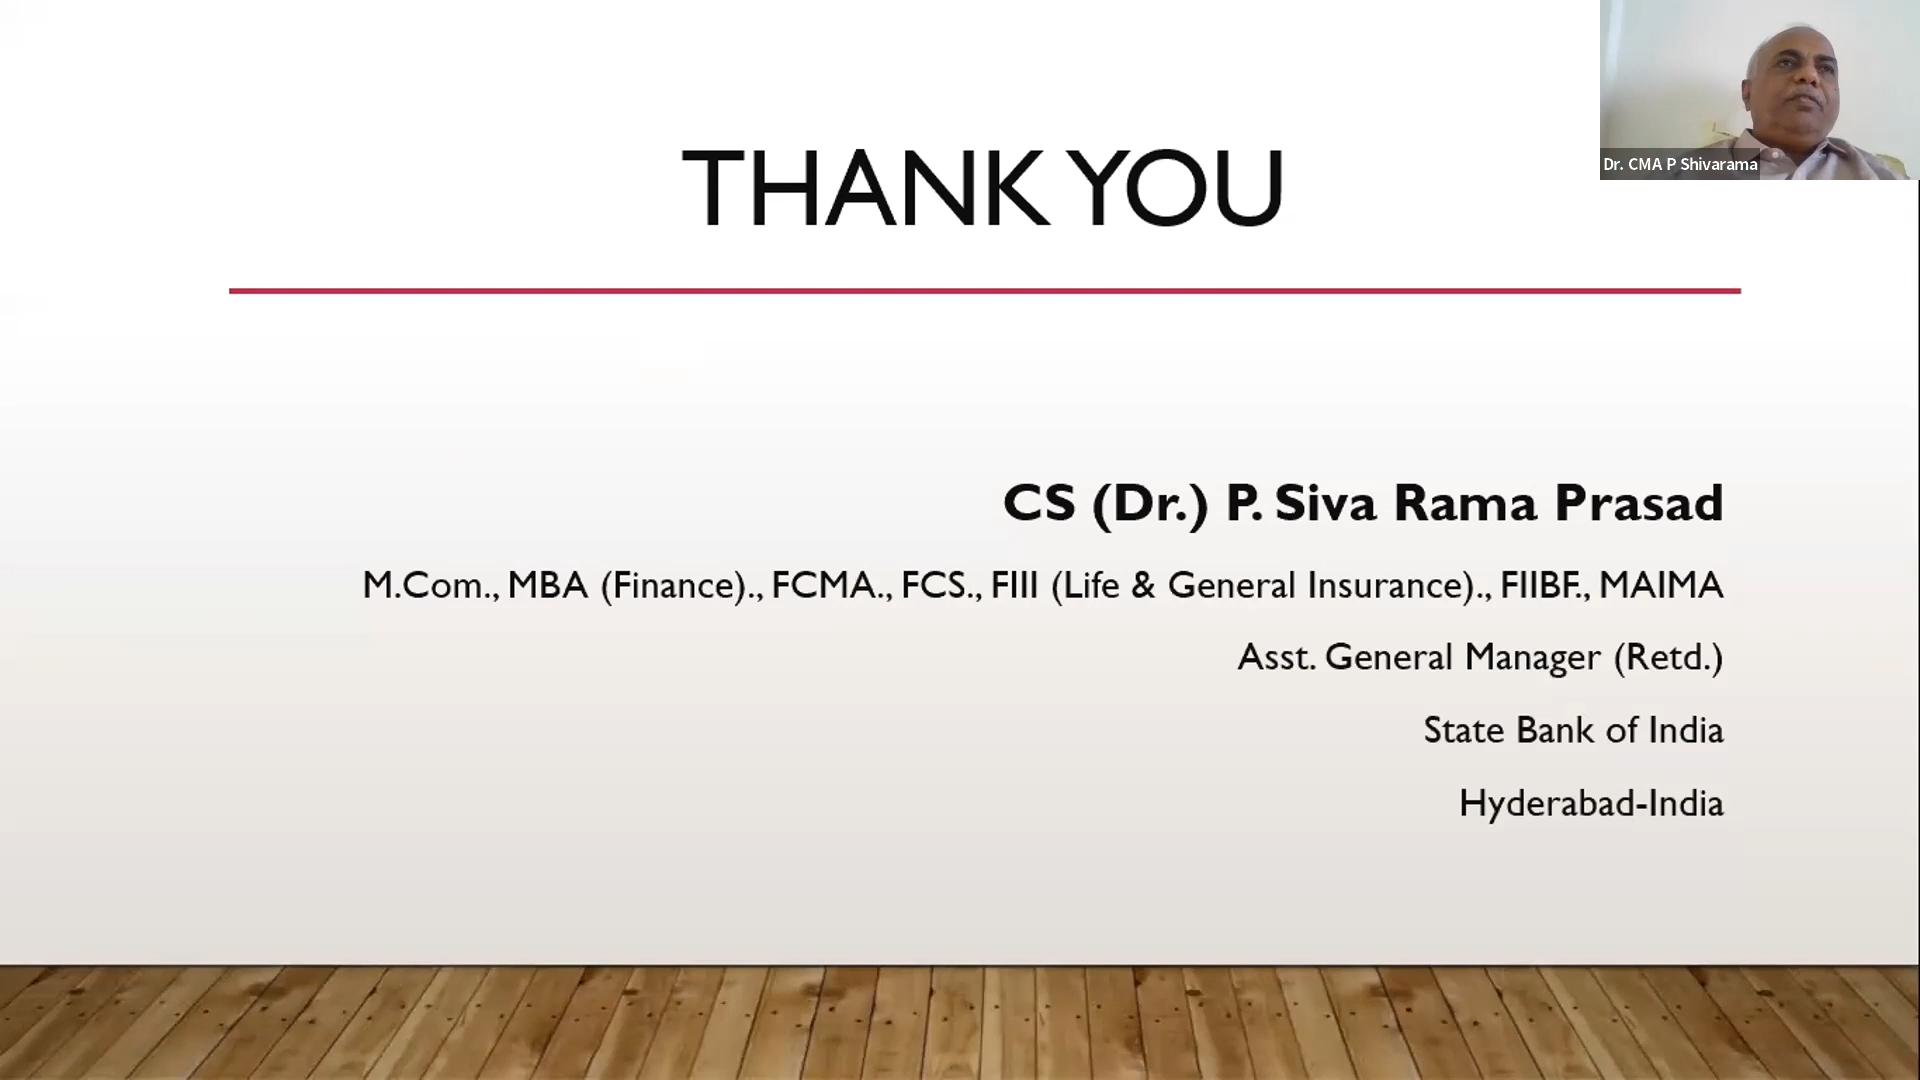 Dr. CMA P Shivarama
THANK YOU
CS (Dr.) P. Siva Rama Prasad
M.Com., MBA (Finance)., FCMA., FCS., FIII (Life & General Insurance)., FIIBF., MAIMA
Asst. General Manager (Retd.)
State Bank of India
Hyderabad-India